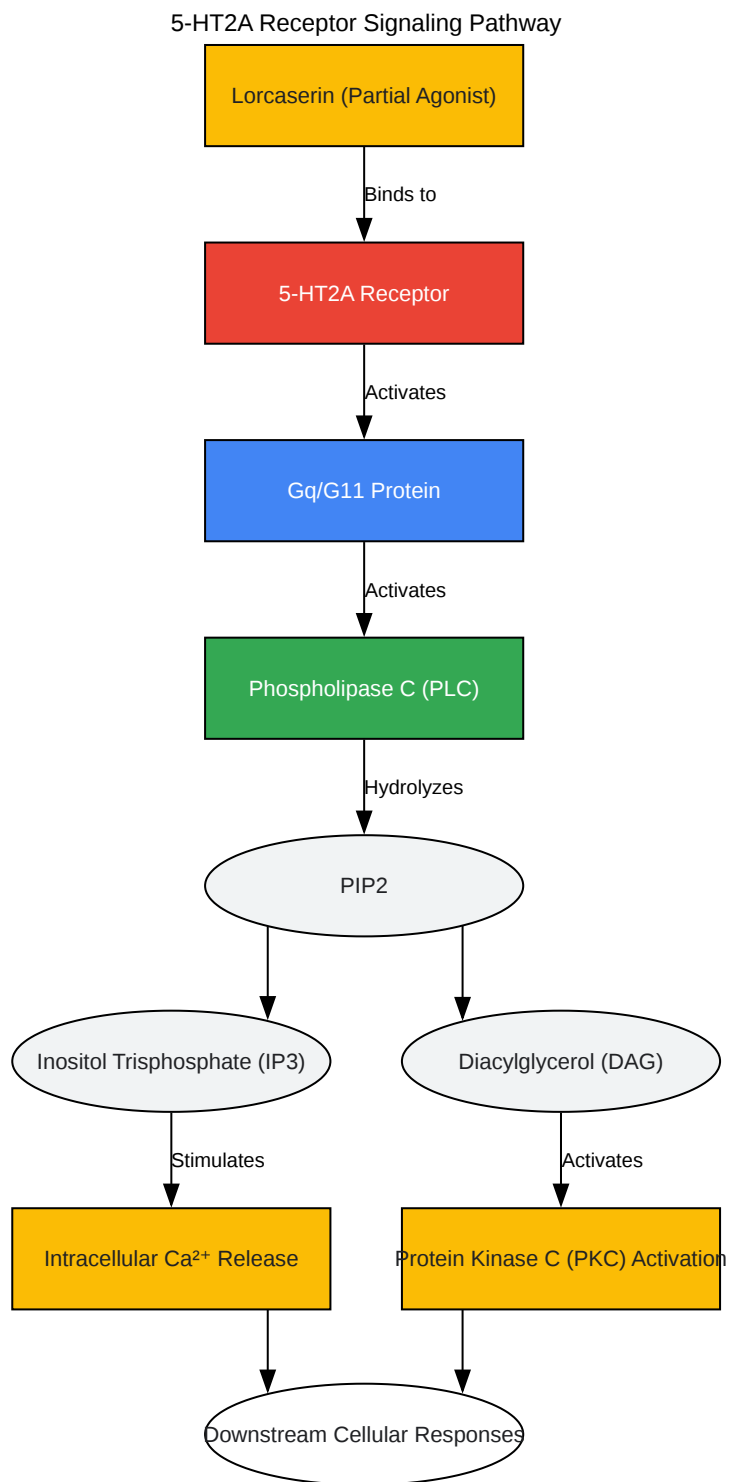 5-HT2A Receptor Signaling Pathway
Lorcaserin (Partial Agonist)
Binds to
5-HT2A Receptor
Activates
Gq/G11 Protein
Activates
Phospholipase C (PLC)
Hydrolyzes
PIP2
Inositol Trisphosphate (IP3)
Diacylglycerol (DAG)
Stimulates
Activates
Intracellular Ca²⁺ Release
Protein Kinase C (PKC) Activation
Downstream Cellular Responses